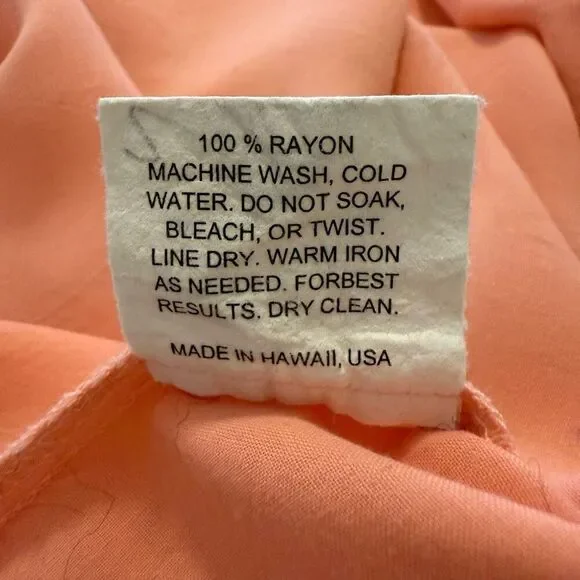 100 % RAYON
MACHINE WASH, COLD
WATER. DO NOT SOAK,
BLEACH, OR TWIST.
LINE DRY. WARM IRON
AS NEEDED. FORBEST
RESULTS. DRY CLEAN.
MADE IN HAWAII, USA